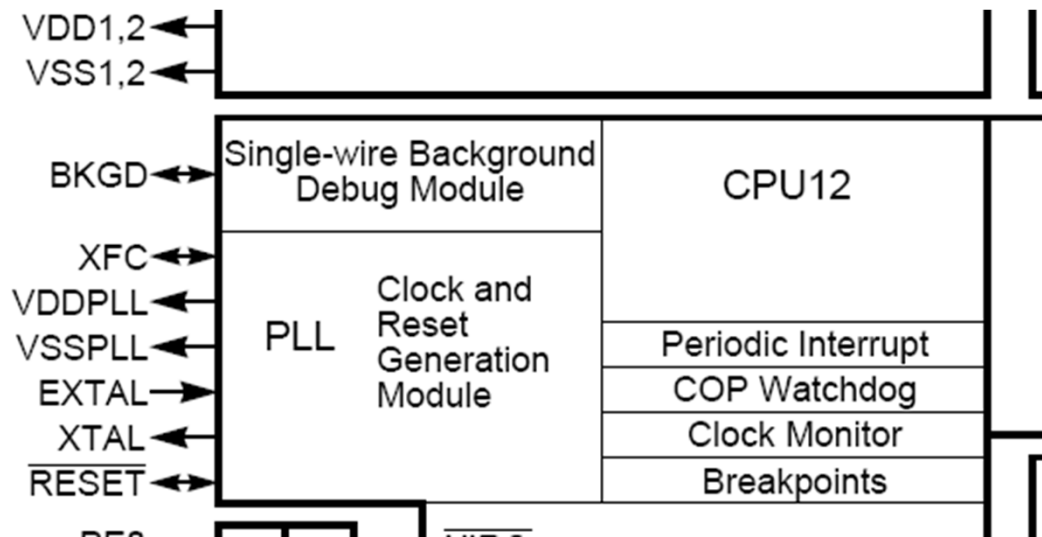 VDD1,2
VSS1,2
BKGD
Single-wire Background
Debug Module
CPU12
XFC
VDDPLL
VSSPLL
EXTAL
XTAL
RESET
PLL
Clock and
Reset
Generation
Module
Periodic Interrupt
COP Watchdog
Clock Monitor
Breakpoints